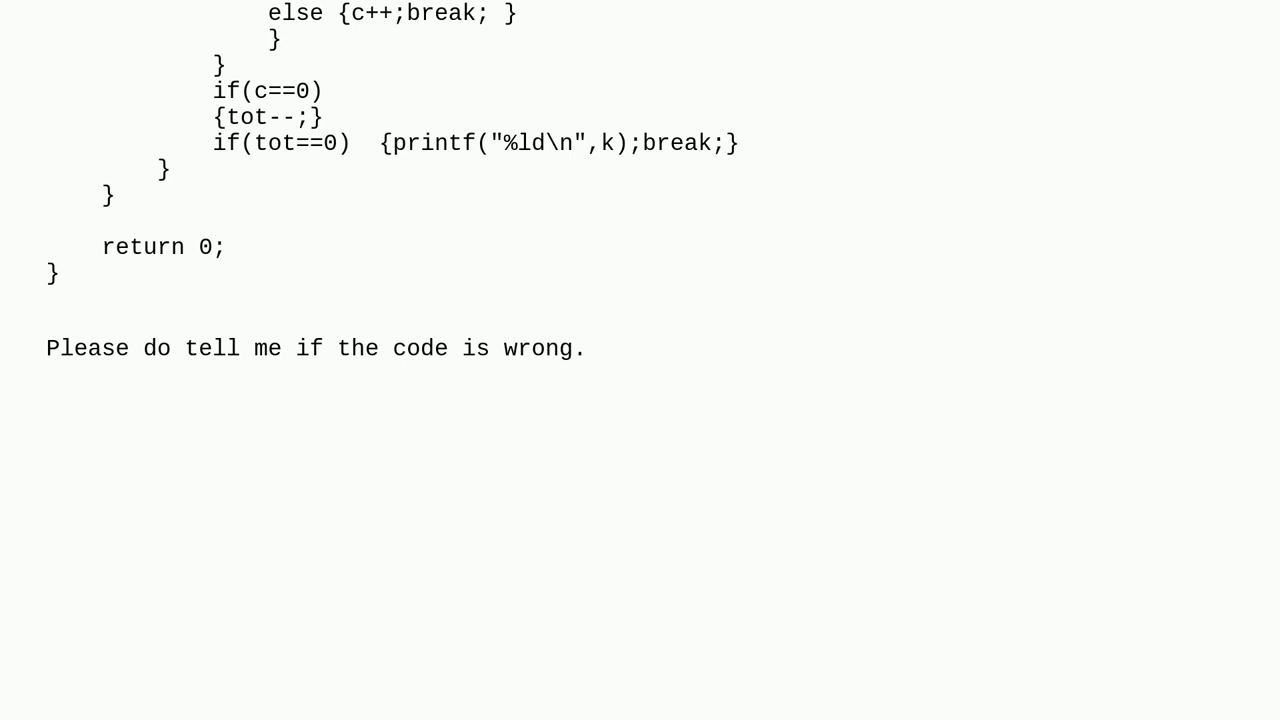 else {c++;break; }
                }
            }
            if(c==0)
            {tot--;}
            if(tot==0)  {printf("%ld\n",k);break;}
        }
    }

    return 0;
}

Please do tell me if the code is wrong.